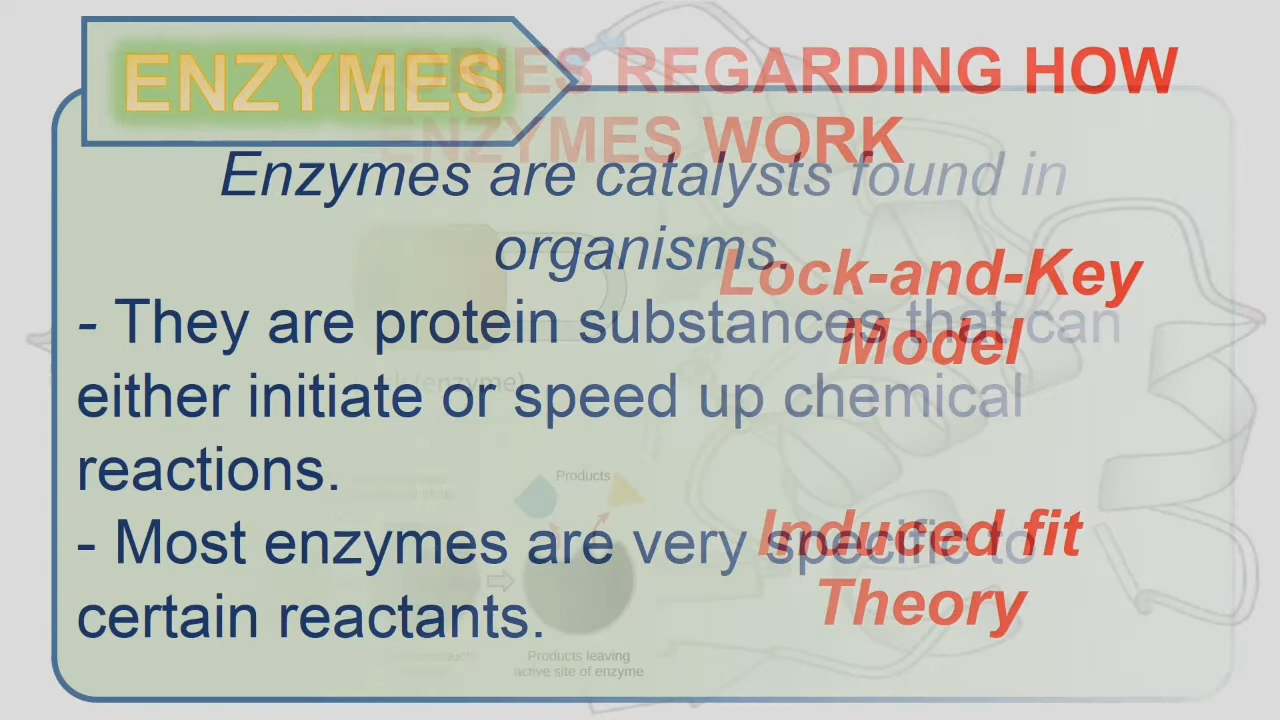 ENZYMES
REGARDING HOW
ENZYMES WORK
Enzymes are catalysts found in
organisms.
- They are protein substances that can
either initiate or speed up chemical
reactions.
- Most enzymes are very specific to
certain reactants.
Lock-and-Key
Model
(enzyme)
Products
Induced fit
Theory
Products leaving
active site of enzyme